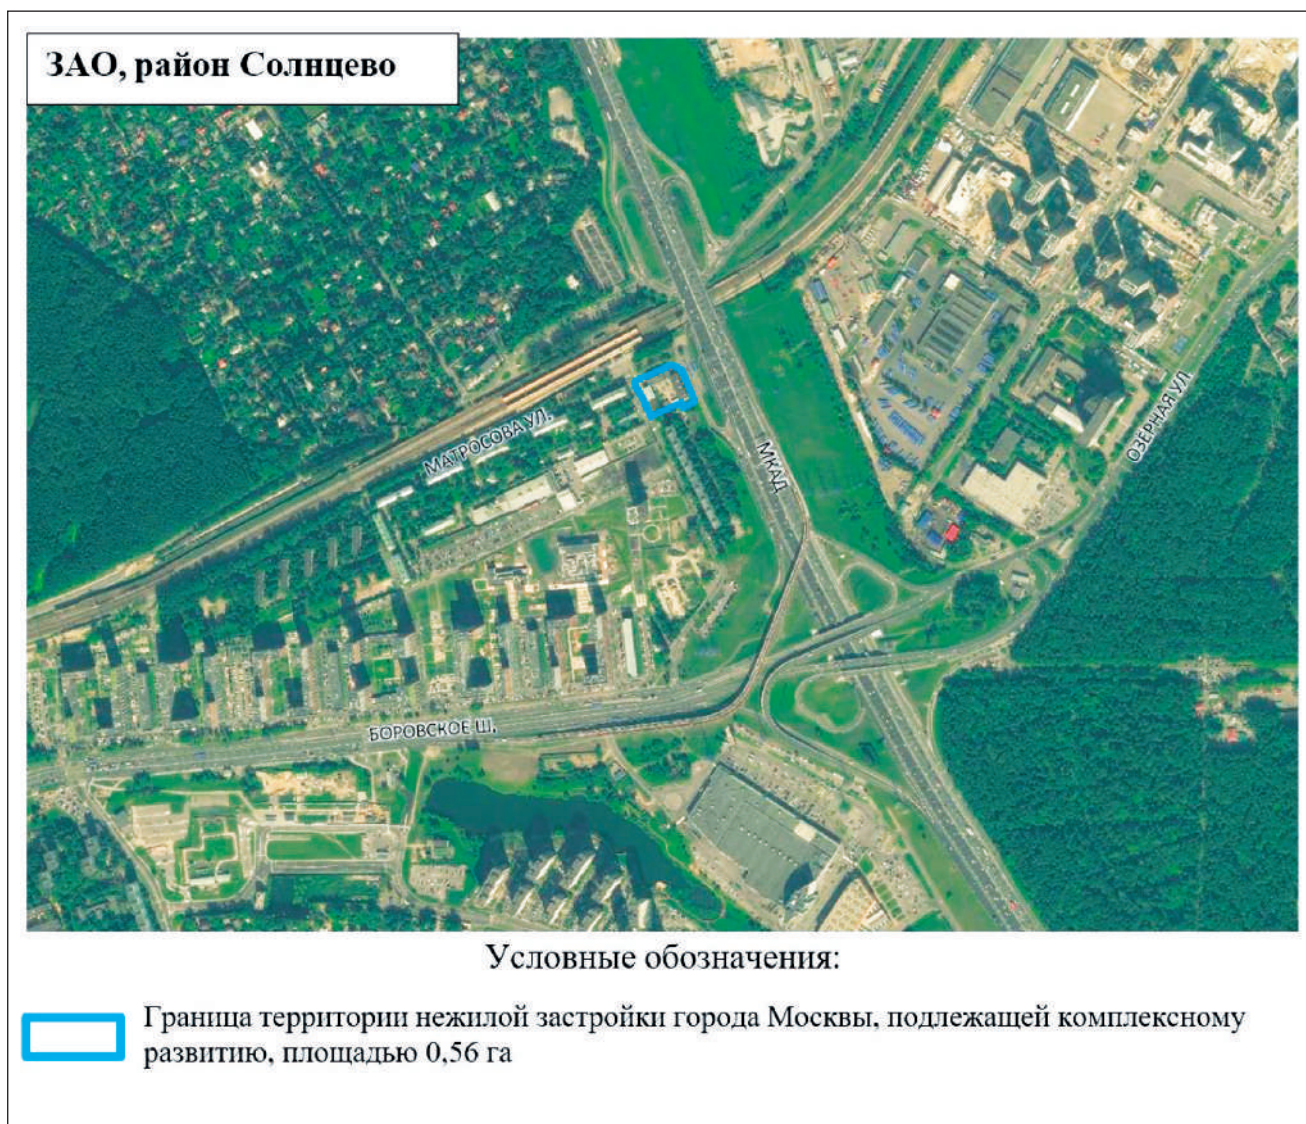 ЗАО, район Солнцево
МАТРОСОВА УЛ.
МКАД
ОЗЁРНАЯ УЛ.
БОРОВСКОЕ Ш.
Условные обозначения:
Граница территории нежилой застройки города Москвы, подлежащей комплексному
развитию, площадью 0,56 га